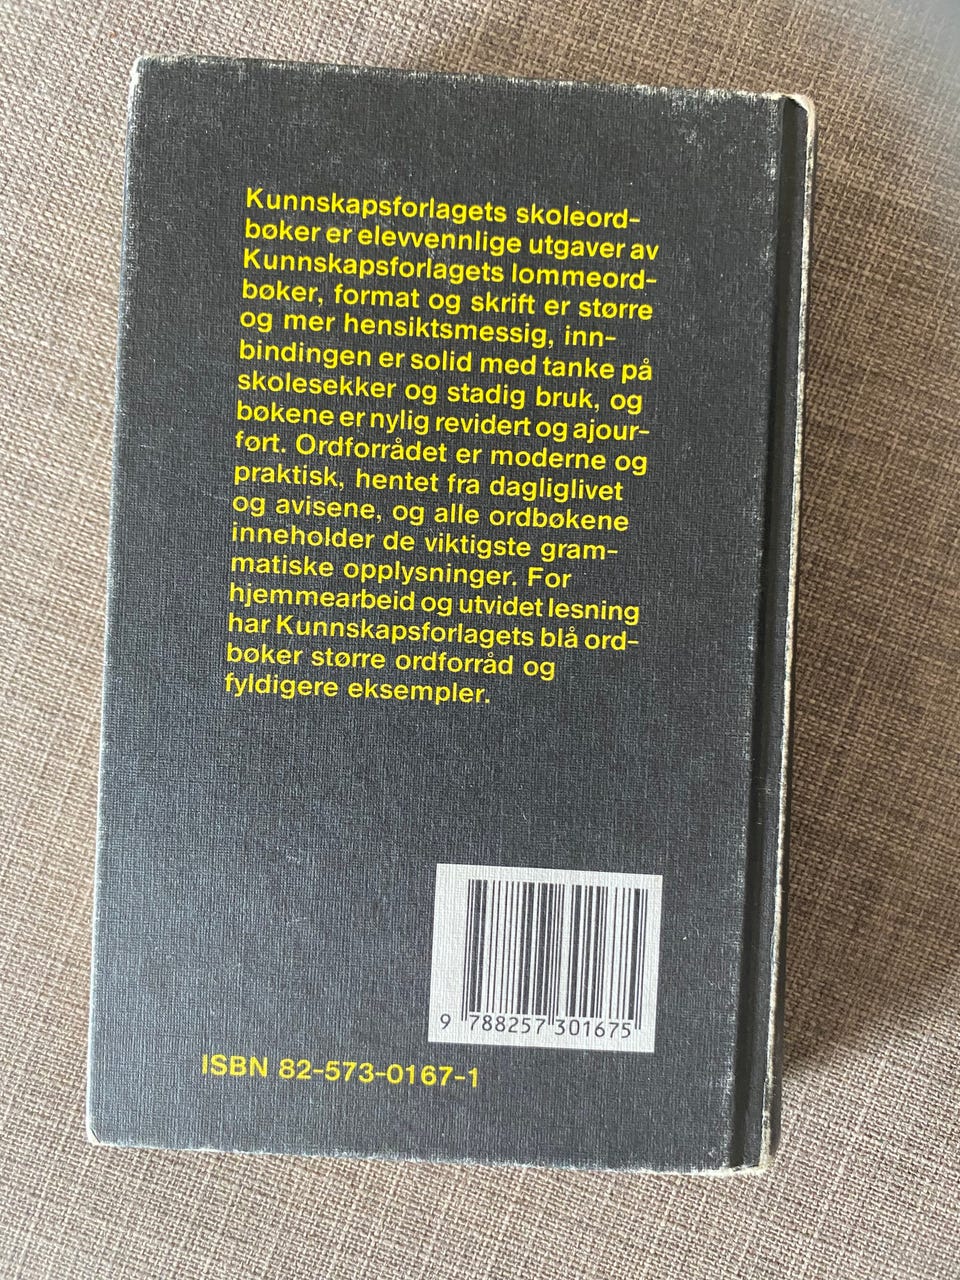 Kunnskapsforlagets skoleord-
bøker er elevvennlige utgaver av
Kunnskapsforlagets lommeord-
bøker, format og skrift er større
og mer hensiktsmessig, inn-
bindingen er solid med tanke på
skolesekker og stadig bruk, og
bøkene er nylig revidert og ajour-
ført. Ordforrådet er moderne og
praktisk, hentet fra dagliglivet
og avisene, og alle ordbøkene
inneholder de viktigste gram-
matiske opplysninger. For
hjemmearbeid og utvidet lesning
har Kunnskapsforlagets blå ord-
bøker større ordforråd og
fyldigere eksempler.
9 788257 301675
ISBN 82-573-0167-1